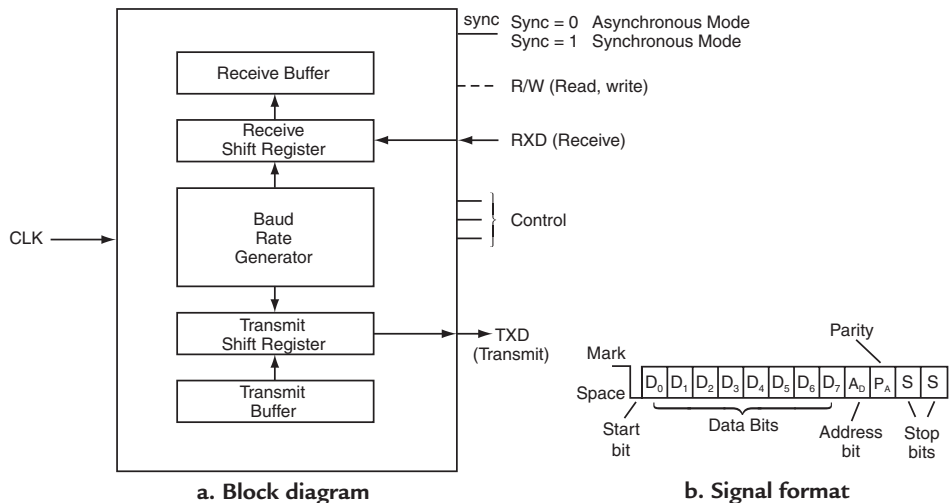 sync Sync = 0 Asynchronous Mode
Sync = 1 Synchronous Mode
Receive Buffer
R/W (Read, write)
Receive
Shift Register
RXD (Receive)
Baud
Rate
Generator
Control
CLK
Transmit
Shift Register
TXD
(Transmit)
Transmit
Buffer
a. Block diagram
Parity
Mark
Space
D₀ D₁ D₂ D₃ D₄ D₅ D₆ D₇ A_D P_A S S
Start
bit
Data Bits
Address
bit
Stop
bits
b. Signal format